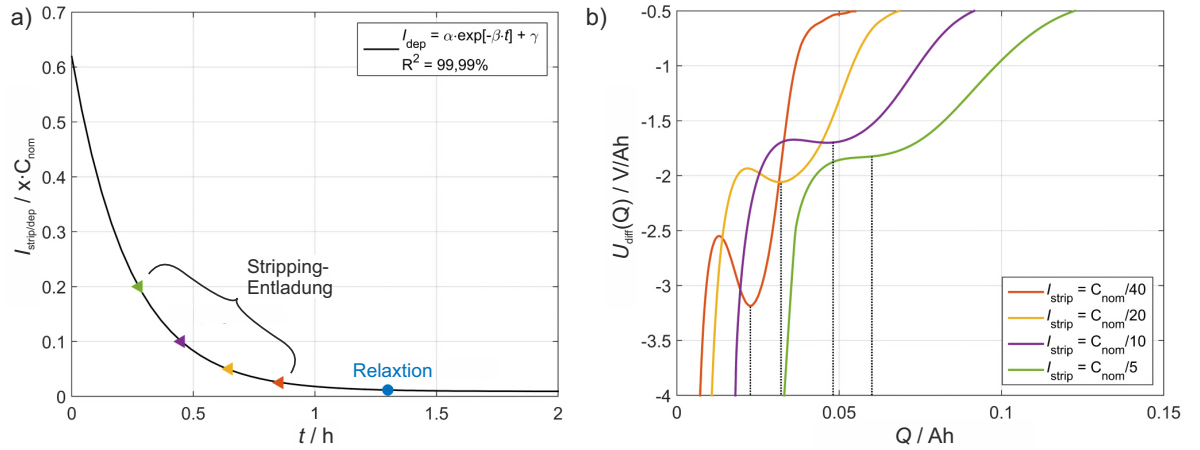 a)
0.7
0.6
0.5
0.4
0.3
0.2
0.1
0
I_strip/dep / x·C_nom
I_dep = α·exp[-β·t] + γ
R² = 99,99%
Stripping-
Entladung
Relaxtion
0
0.5
1
1.5
2
t / h
b)
-0.5
-1
-1.5
-2
-2.5
-3
-3.5
-4
U_diff(Q) / V/Ah
I_strip = C_nom/40
I_strip = C_nom/20
I_strip = C_nom/10
I_strip = C_nom/5
0
0.05
0.1
0.15
Q / Ah